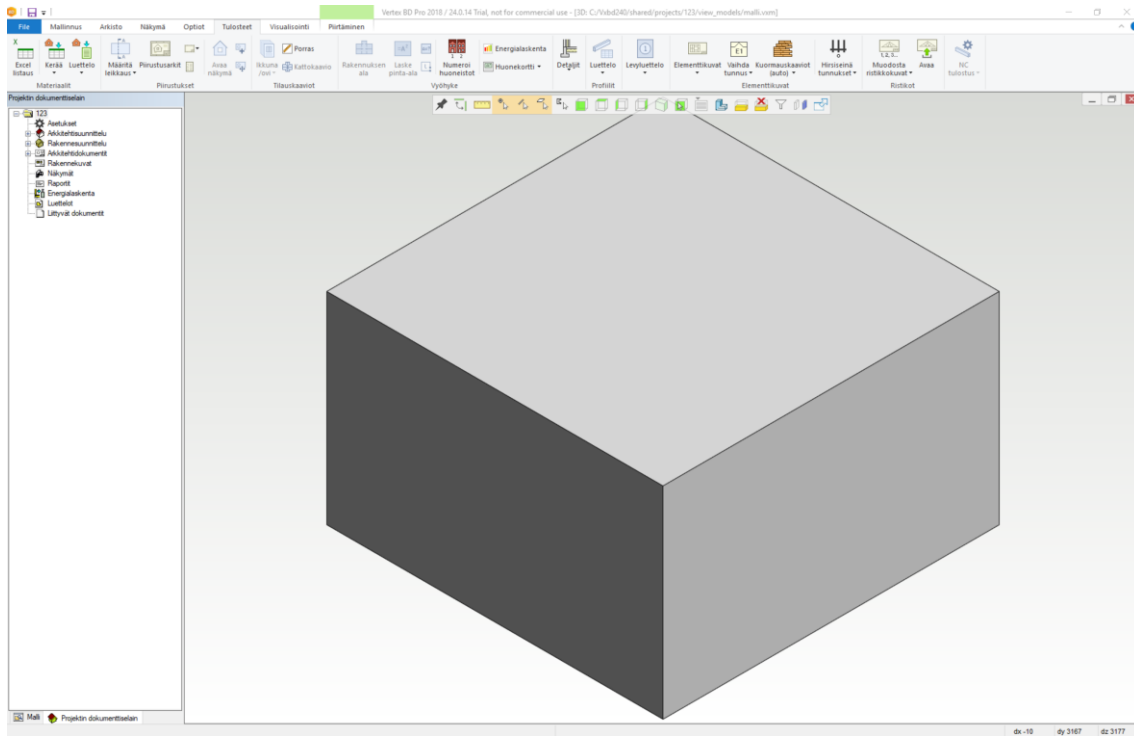 Vertex BD Pro 2018 / 24.0.14 Trial, not for commercial use - [3D: C:/Vxbd240/shared/projects/123/view_models/malli.vxm]
File Mallinnus Arkisto Näkymä Optiot Tulosteet Visualisointi Piirtäminen
Excel listaus
Kerää
Luettelo
Materiaalit
Määritä leikkaus
Piirustusarkit
Avaa näkymä
Piirustukset
Ikkuna /ovi
Porras
Kattokaavio
Tilauskaaviot
Rakennuksen ala
Laske pinta-ala
Numeroi huoneistot
Energialaskenta
Huonekortti
Vyöhyke
Detaljit
Luettelo
Profiilit
Levyluettelo
Elementtikuvat
Vaihda tunnus
Kuormauskaaviot (auto)
Hirsiseinä tunnukset
Elementtikuvat
Muodosta ristikkokuvat
Avaa
Ristikot
NC tulostus
Projektin dokumenttiselain
123
Asetukset
Arkkitehtisuunnittelu
Rakennesuunnittelu
Arkkitehtidokumentit
Rakennekuvat
Näkymät
Raportit
Energialaskenta
Luettelot
Liittyvät dokumentit
Malli Projektin dokumenttiselain
dx -10 dy 3167 dz 3177